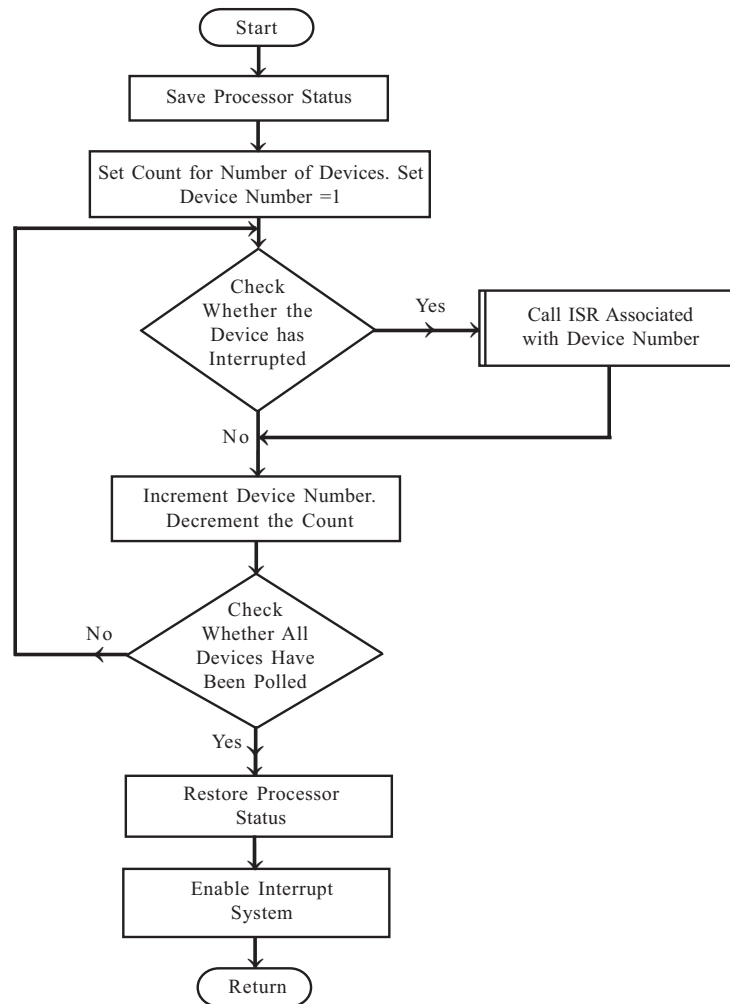 Start
Save Processor Status
Set Count for Number of Devices. Set
Device Number =1
Check
Whether the
Device has
Interrupted
Yes
Call ISR Associated
with Device Number
No
Increment Device Number.
Decrement the Count
Check
Whether All
Devices Have
Been Polled
No
Yes
Restore Processor
Status
Enable Interrupt
System
Return